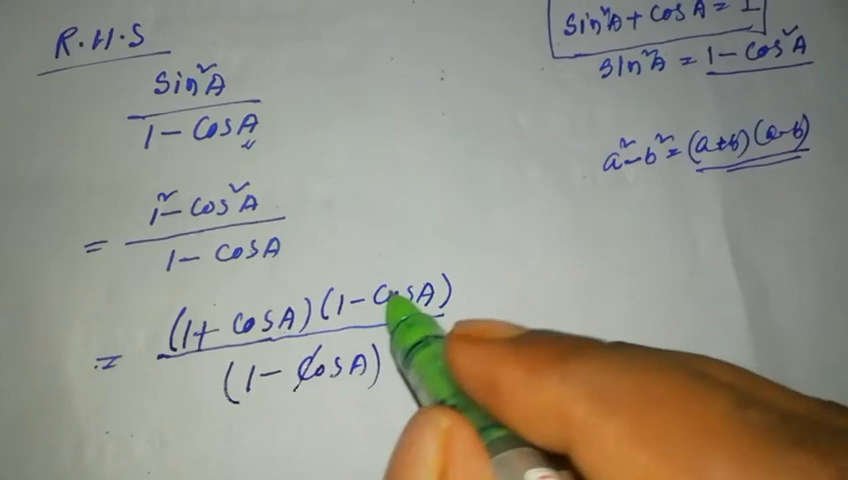 R.H.S
sin²A
1 - cosA
= 1² - cos²A
1 - cosA
= (1 + cosA)(1 - cosA)
(1 - cosA)
sin²A + cos²A = 1
sin²A = 1 - cos²A
a² - b² = (a+b)(a-b)